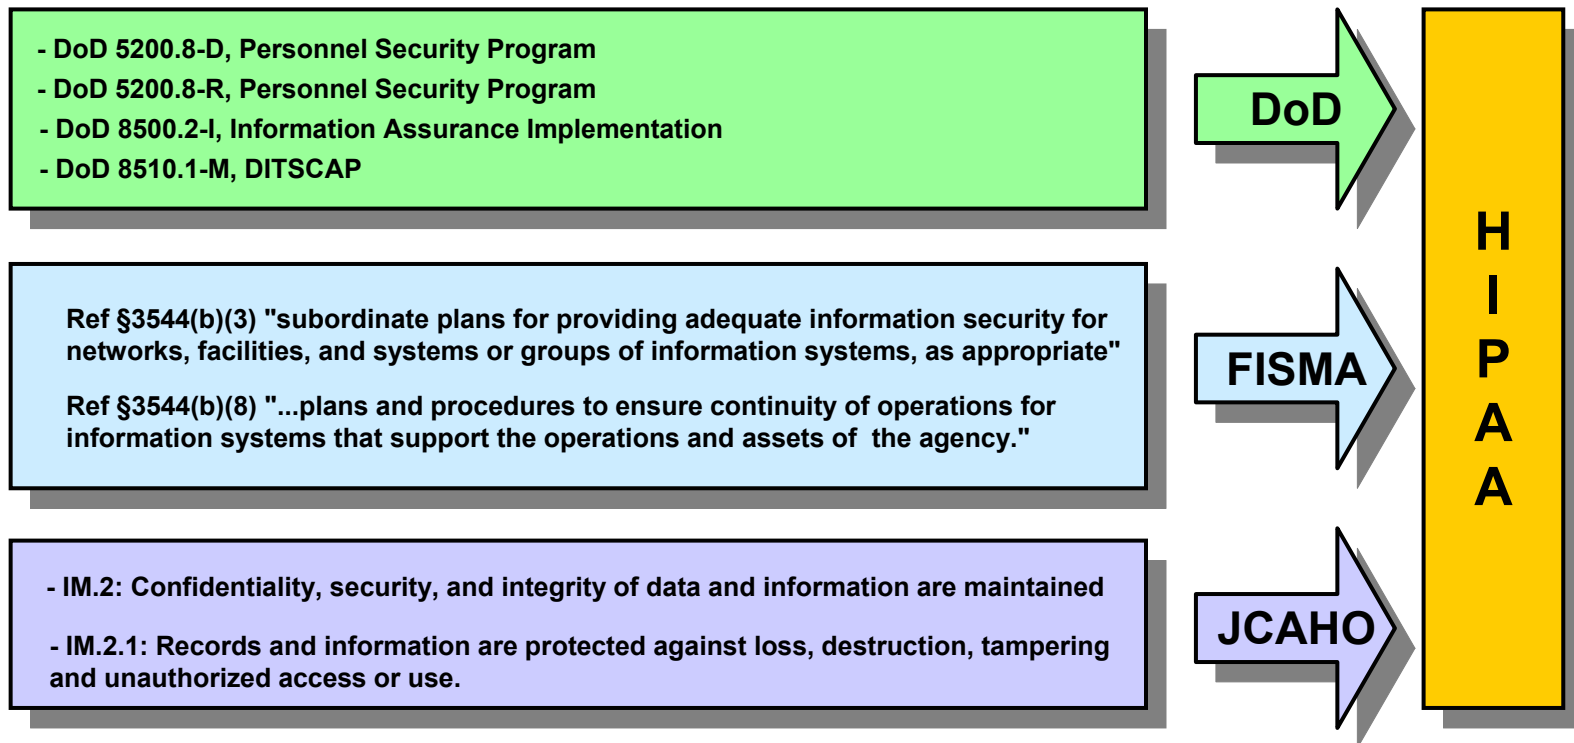 - DoD 5200.8-D, Personnel Security Program
- DoD 5200.8-R, Personnel Security Program
- DoD 8500.2-I, Information Assurance Implementation
- DoD 8510.1-M, DITSCAP
DoD
Ref §3544(b)(3) "subordinate plans for providing adequate information security for
networks, facilities, and systems or groups of information systems, as appropriate"
Ref §3544(b)(8) "...plans and procedures to ensure continuity of operations for
information systems that support the operations and assets of  the agency."
FISMA
- IM.2: Confidentiality, security, and integrity of data and information are maintained
- IM.2.1: Records and information are protected against loss, destruction, tampering
and unauthorized access or use.
JCAHO
H
I
P
A
A